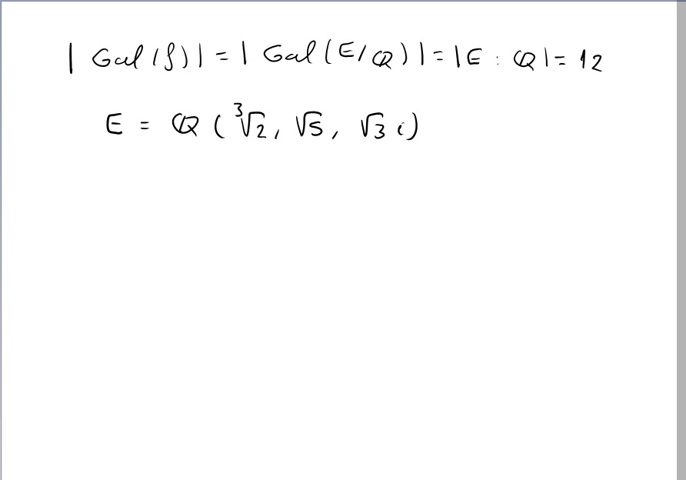 | Gal (f) | = | Gal (E/ℚ) | = |E : ℚ| = 12
E = ℚ ( ∛2, √5, √3 i )